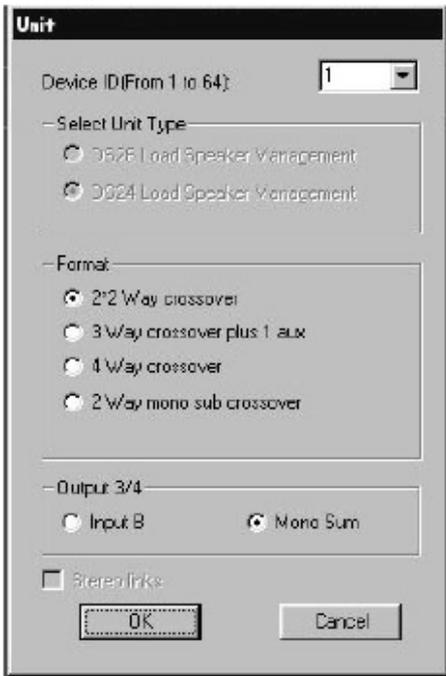 Unit
Device ID(From 1 to 64): 1
Select Unit Type
DS26 Load Speaker Management
DS24 Load Speaker Management
Format
2*2 Way crossover
3 Way crossover plus 1 aux
4 Way crossover
2 Way mono sub crossover
Output 3/4
Input B Mono Sum
Stereo links
OK Cancel